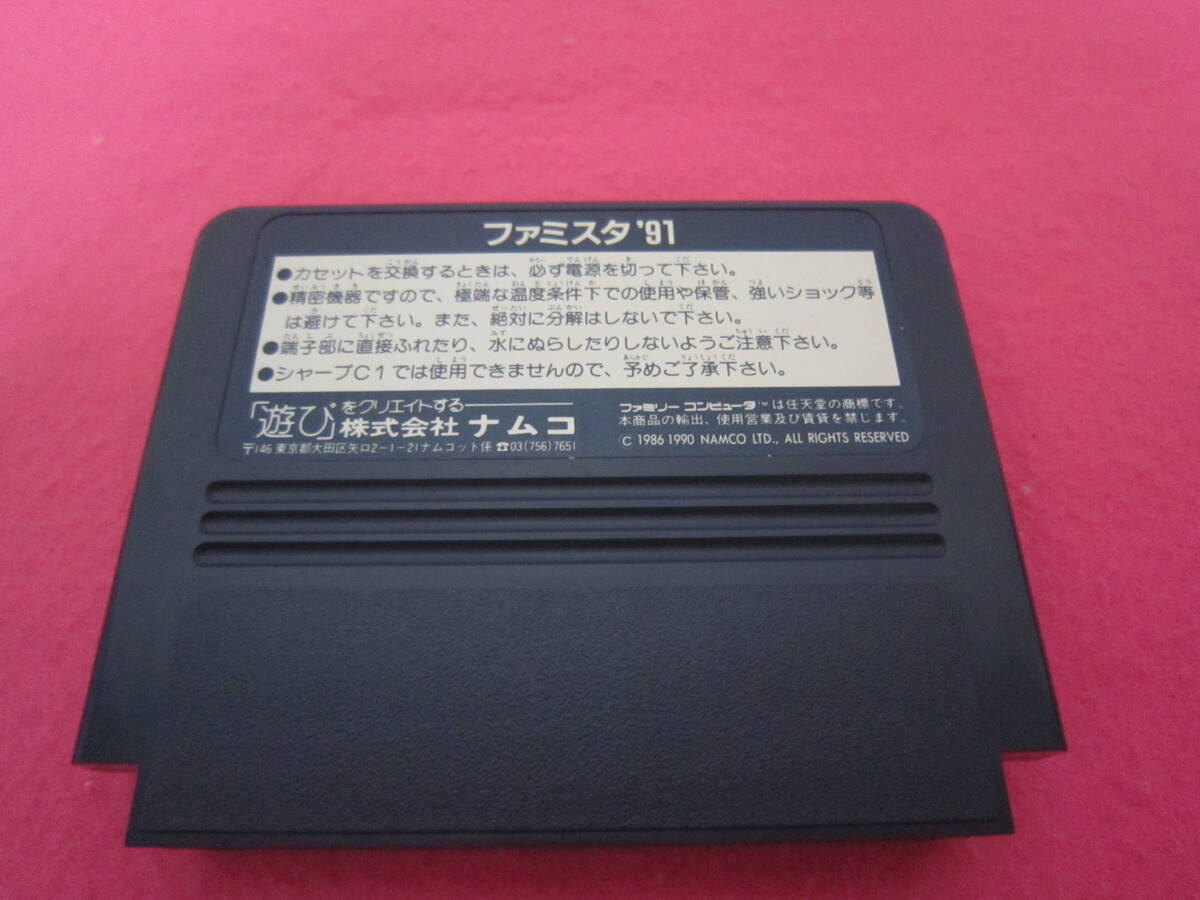 ファミスタ'91
●カセットを交換するときは、必ず電源を切って下さい。
●精密機器ですので、極端な温度条件下での使用や保管、強いショック等
は避けて下さい。また、絶対に分解はしないで下さい。
●端子部に直接ふれたり、水にぬらしたりしないようご注意下さい。
●シャープC1では使用できませんので、予めご了承下さい。
「遊び」をクリエイトする
株式会社 ナムコ
〒146 東京都大田区矢口2-1-21ナムコット係 ☎03(756)7651
ファミリーコンピュータ™は任天堂の商標です。
本商品の輸出、使用営業及び賃貸を禁じます。
© 1986 1990 NAMCO LTD., ALL RIGHTS RESERVED